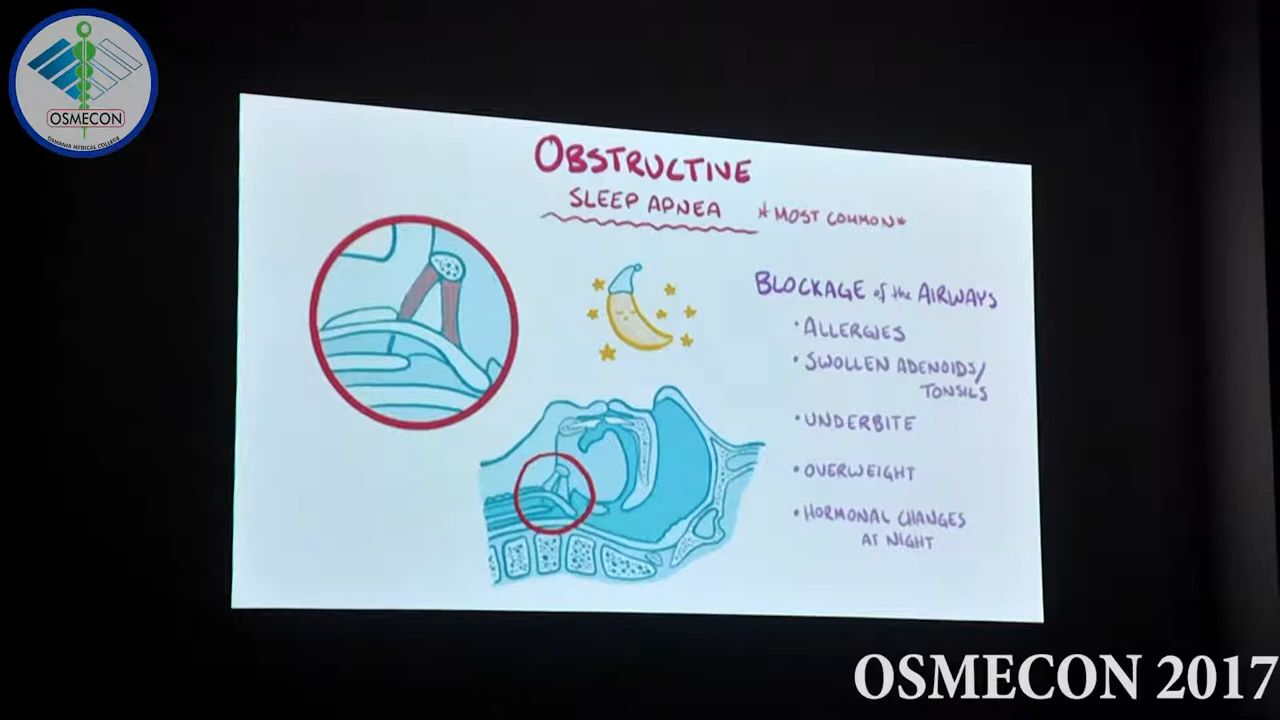 OSMECON
OSMANIA MEDICAL COLLEGE
OBSTRUCTIVE
SLEEP APNEA *MOST COMMON*
BLOCKAGE of the AIRWAYS
• ALLERGIES
• SWOLLEN ADENOIDS/
TONSILS
• UNDERBITE
• OVERWEIGHT
• HORMONAL CHANGES
AT NIGHT
OSMECON 2017